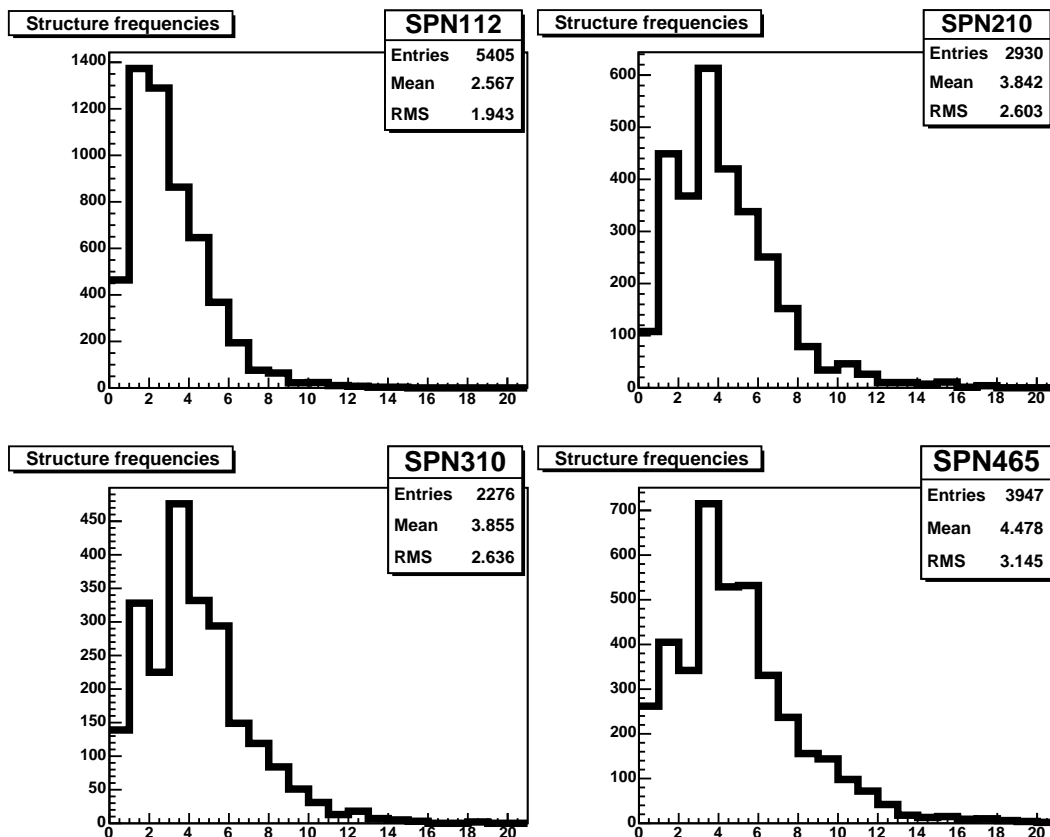 Structure frequencies
SPN112
Entries 5405
Mean 2.567
RMS 1.943
1400
1200
1000
800
600
400
200
0
0 2 4 6 8 10 12 14 16 18 20
Structure frequencies
SPN210
Entries 2930
Mean 3.842
RMS 2.603
600
500
400
300
200
100
0
0 2 4 6 8 10 12 14 16 18 20
Structure frequencies
SPN310
Entries 2276
Mean 3.855
RMS 2.636
450
400
350
300
250
200
150
100
50
0
0 2 4 6 8 10 12 14 16 18 20
Structure frequencies
SPN465
Entries 3947
Mean 4.478
RMS 3.145
700
600
500
400
300
200
100
0
0 2 4 6 8 10 12 14 16 18 20